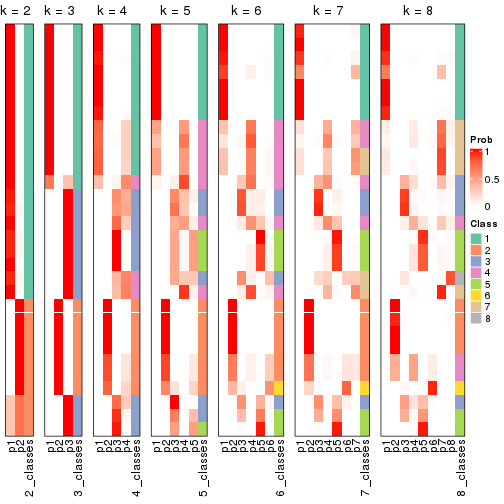 k = 2 k = 3 k = 4 k = 5 k = 6 k = 7 k = 8
Prob
1
0.5
0
Class
1
2
3
4
5
6
7
8
p1 p2 2_classes
p1 p2 p3 3_classes
p1 p2 p3 p4 4_classes
p1 p2 p3 p4 p5 5_classes
p1 p2 p3 p4 p5 p6 6_classes
p1 p2 p3 p4 p5 p6 p7 7_classes
p1 p2 p3 p4 p5 p6 p7 p8 8_classes